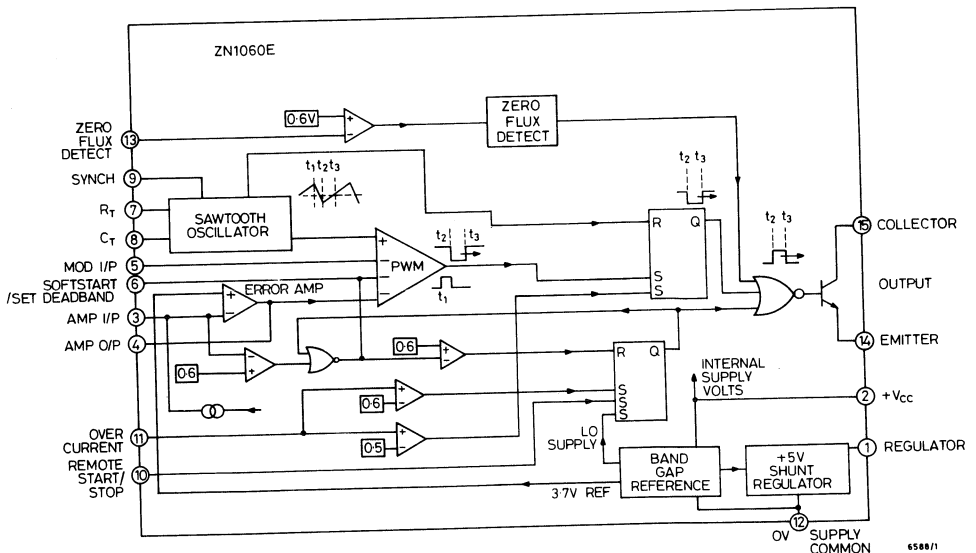 ZN1060E
ZERO
FLUX
DETECT
13
0.6V
+
−
ZERO
FLUX
DETECT
SYNCH
9
RT
7
CT
8
SAWTOOTH
OSCILLATOR
t1 t2 t3
MOD I/P
5
SOFTSTART
/SET DEADBAND
6
AMP I/P
3
AMP O/P
4
ERROR AMP
+
−
+
−
−
PWM
t2 t3
t1
R Q
S
S
t2 t3
t2 t3
15
COLLECTOR
OUTPUT
14
EMITTER
−
+
0.6
0.6
+
−
R Q
S
S
S
0.6
+
−
0.5
+
−
OVER
CURRENT
11
REMOTE
START/
STOP
10
LO
SUPPLY
INTERNAL
SUPPLY
VOLTS
2
+VCC
1
REGULATOR
BAND
GAP
REFERENCE
+5V
SHUNT
REGULATOR
3.7V REF
12
0V
SUPPLY
COMMON
6588/1